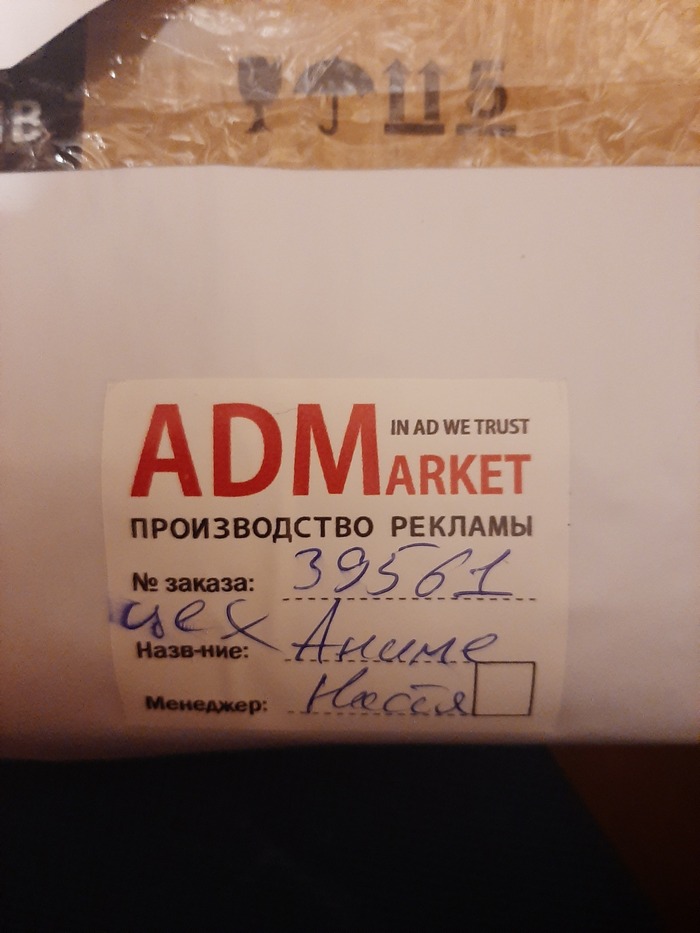 IN AD WE TRUST
ADMARKET
ПРОИЗВОДСТВО РЕКЛАМЫ
№ заказа: 39561
цех
Назв-ние: Аниме
Менеджер: Настя